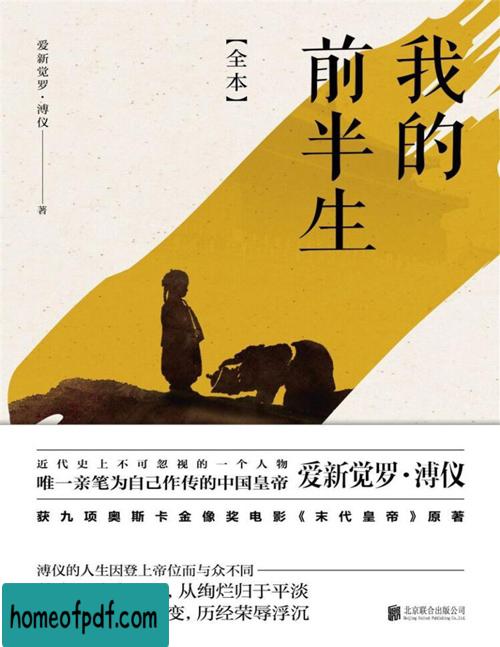 我的
前半生
【全本】
爱新觉罗·溥仪
著
近代史上不可忽视的一个人物
唯一亲笔为自己作传的中国皇帝
爱新觉罗·溥仪
获九项奥斯卡金像奖电影《末代皇帝》原著
溥仪的人生因登上帝位而与众不同
，从绚烂归于平淡
变，历经荣辱浮沉
homeofpdf.com
北京联合出版公司
Beijing United Publishing Co.,Ltd.